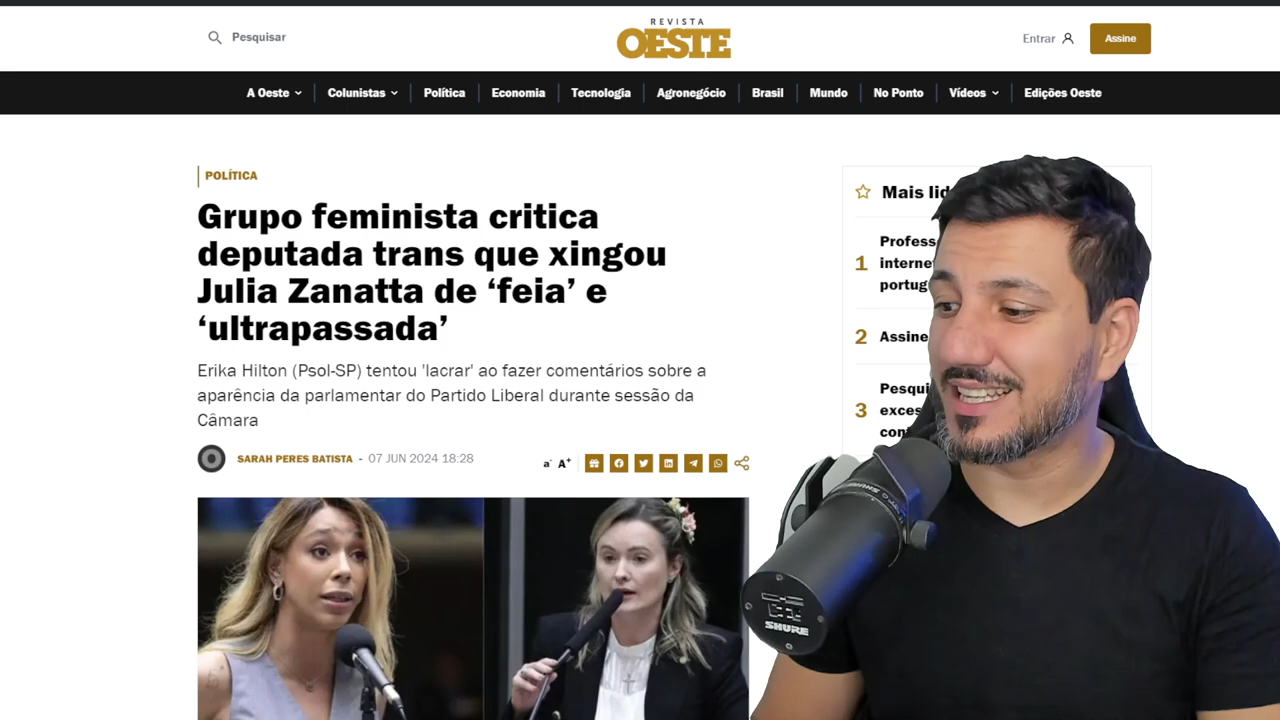 Pesquisar
REVISTA
OESTE
Entrar
Assine
A Oeste
Colunistas
Política
Economia
Tecnologia
Agronegócio
Brasil
Mundo
No Ponto
Vídeos
Edições Oeste
POLÍTICA
Grupo feminista critica
deputada trans que xingou
Julia Zanatta de ‘feia’ e
‘ultrapassada’
Erika Hilton (Psol-SP) tentou 'lacrar' ao fazer comentários sobre a
aparência da parlamentar do Partido Liberal durante sessão da
Câmara
SARAH PERES BATISTA - 07 JUN 2024 18:28
a- A+
Mais
1
2 Assine
3
SHURE
SHURE